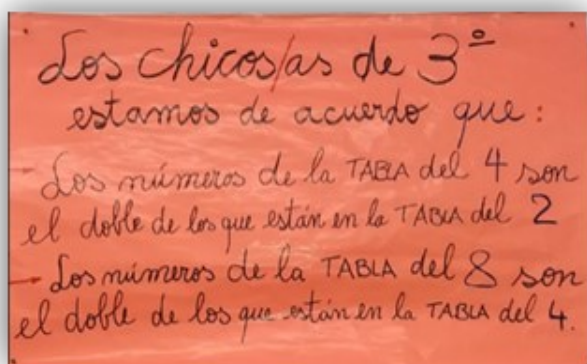 Los chicos/as de 3º
estamos de acuerdo que:
- Los números de la TABLA del 4 son
el doble de los que están en la TABLA del 2
- Los números de la TABLA del 8 son
el doble de los que están en la TABLA del 4.